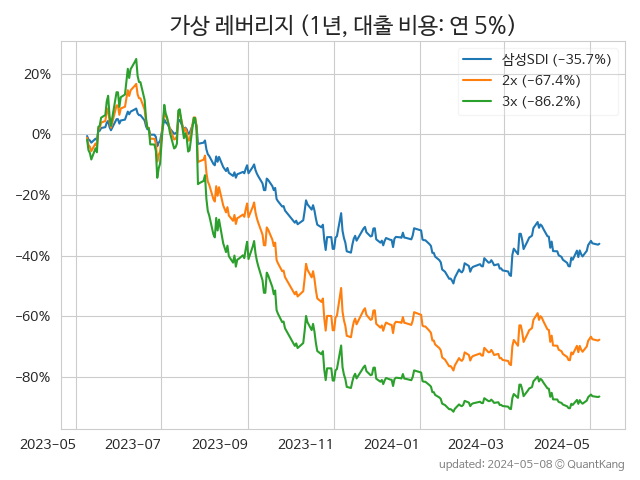 가상 레버리지 (1년, 대출 비용: 연 5%)
삼성SDI (−35.7%)
2x (−67.4%)
3x (−86.2%)
20%
0%
−20%
−40%
−60%
−80%
2023-05 2023-07 2023-09 2023-11 2024-01 2024-03 2024-05
updated: 2024-05-08 © QuantKang